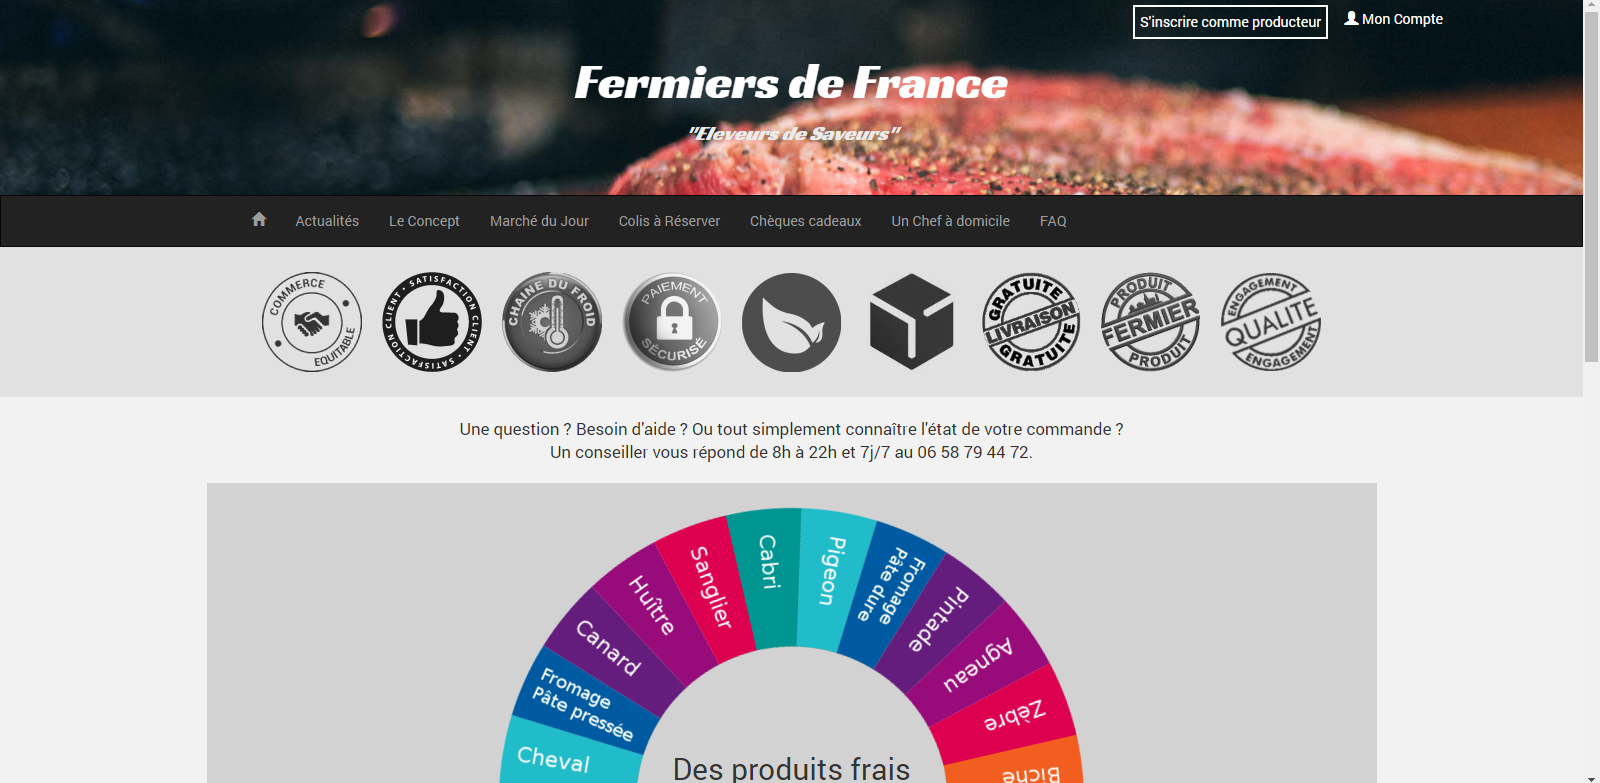 S'inscrire comme producteur
Mon Compte
Fermiers de France
"Eleveurs de Saveurs"
Actualités
Le Concept
Marché du Jour
Colis à Réserver
Chèques cadeaux
Un Chef à domicile
FAQ
COMMERCE
EQUITABLE
SATISFACTION CLIENT • SATISFACTION CLIENT •
CHAINE DU FROID
PAIEMENT
SÉCURISÉ
GRATUITE
LIVRAISON
GRATUITE
PRODUIT
FERMIER
PRODUIT
ENGAGEMENT
QUALITE
ENGAGEMENT
Une question ? Besoin d'aide ? Ou tout simplement connaître l'état de votre commande ?
Un conseiller vous répond de 8h à 22h et 7j/7 au 06 58 79 44 72.
Cheval
Fromage
Pâte pressée
Canard
Huître
Sanglier
Cabri
Pigeon
Fromage
Pâte dure
Pintade
Agneau
Zèbre
Biche
Des produits frais